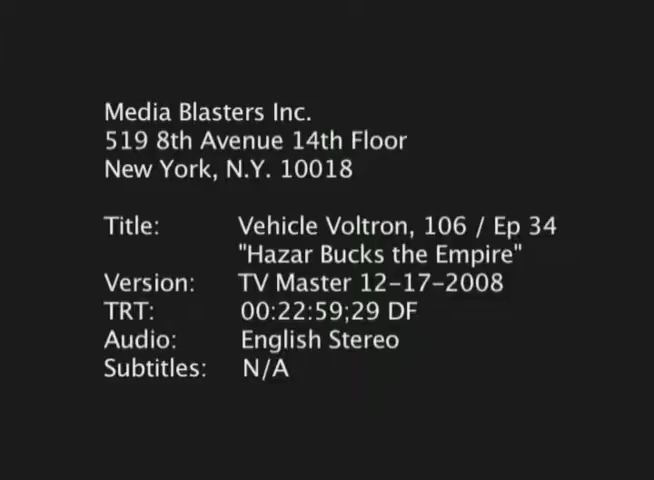 Media Blasters Inc.
519 8th Avenue 14th Floor
New York, N.Y. 10018
Title: Vehicle Voltron, 106 / Ep 34
"Hazar Bucks the Empire"
Version: TV Master 12-17-2008
TRT: 00:22:59;29 DF
Audio: English Stereo
Subtitles: N/A